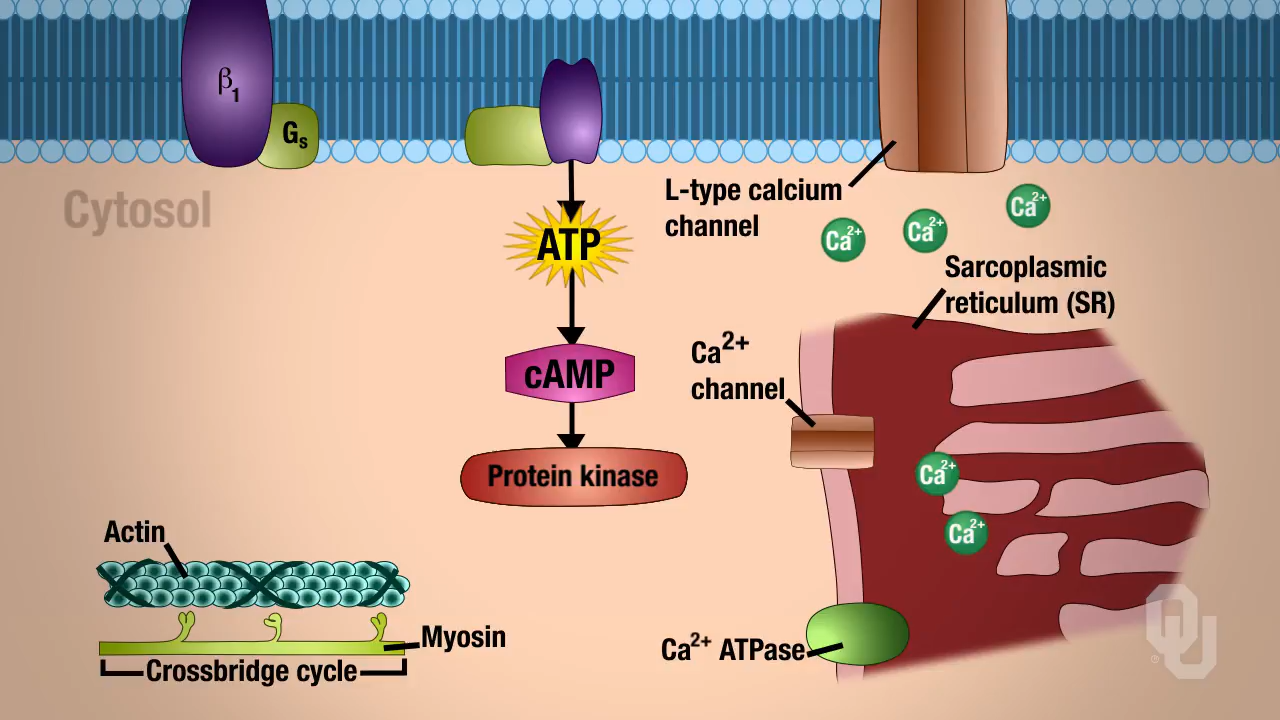 β1
Gs
Cytosol
L-type calcium
channel
Ca2+
Ca2+
Ca2+
ATP
Sarcoplasmic
reticulum (SR)
Ca2+
channel
cAMP
Protein kinase
Ca2+
Ca2+
Actin
Myosin
Crossbridge cycle
Ca2+ ATPase
OU
®